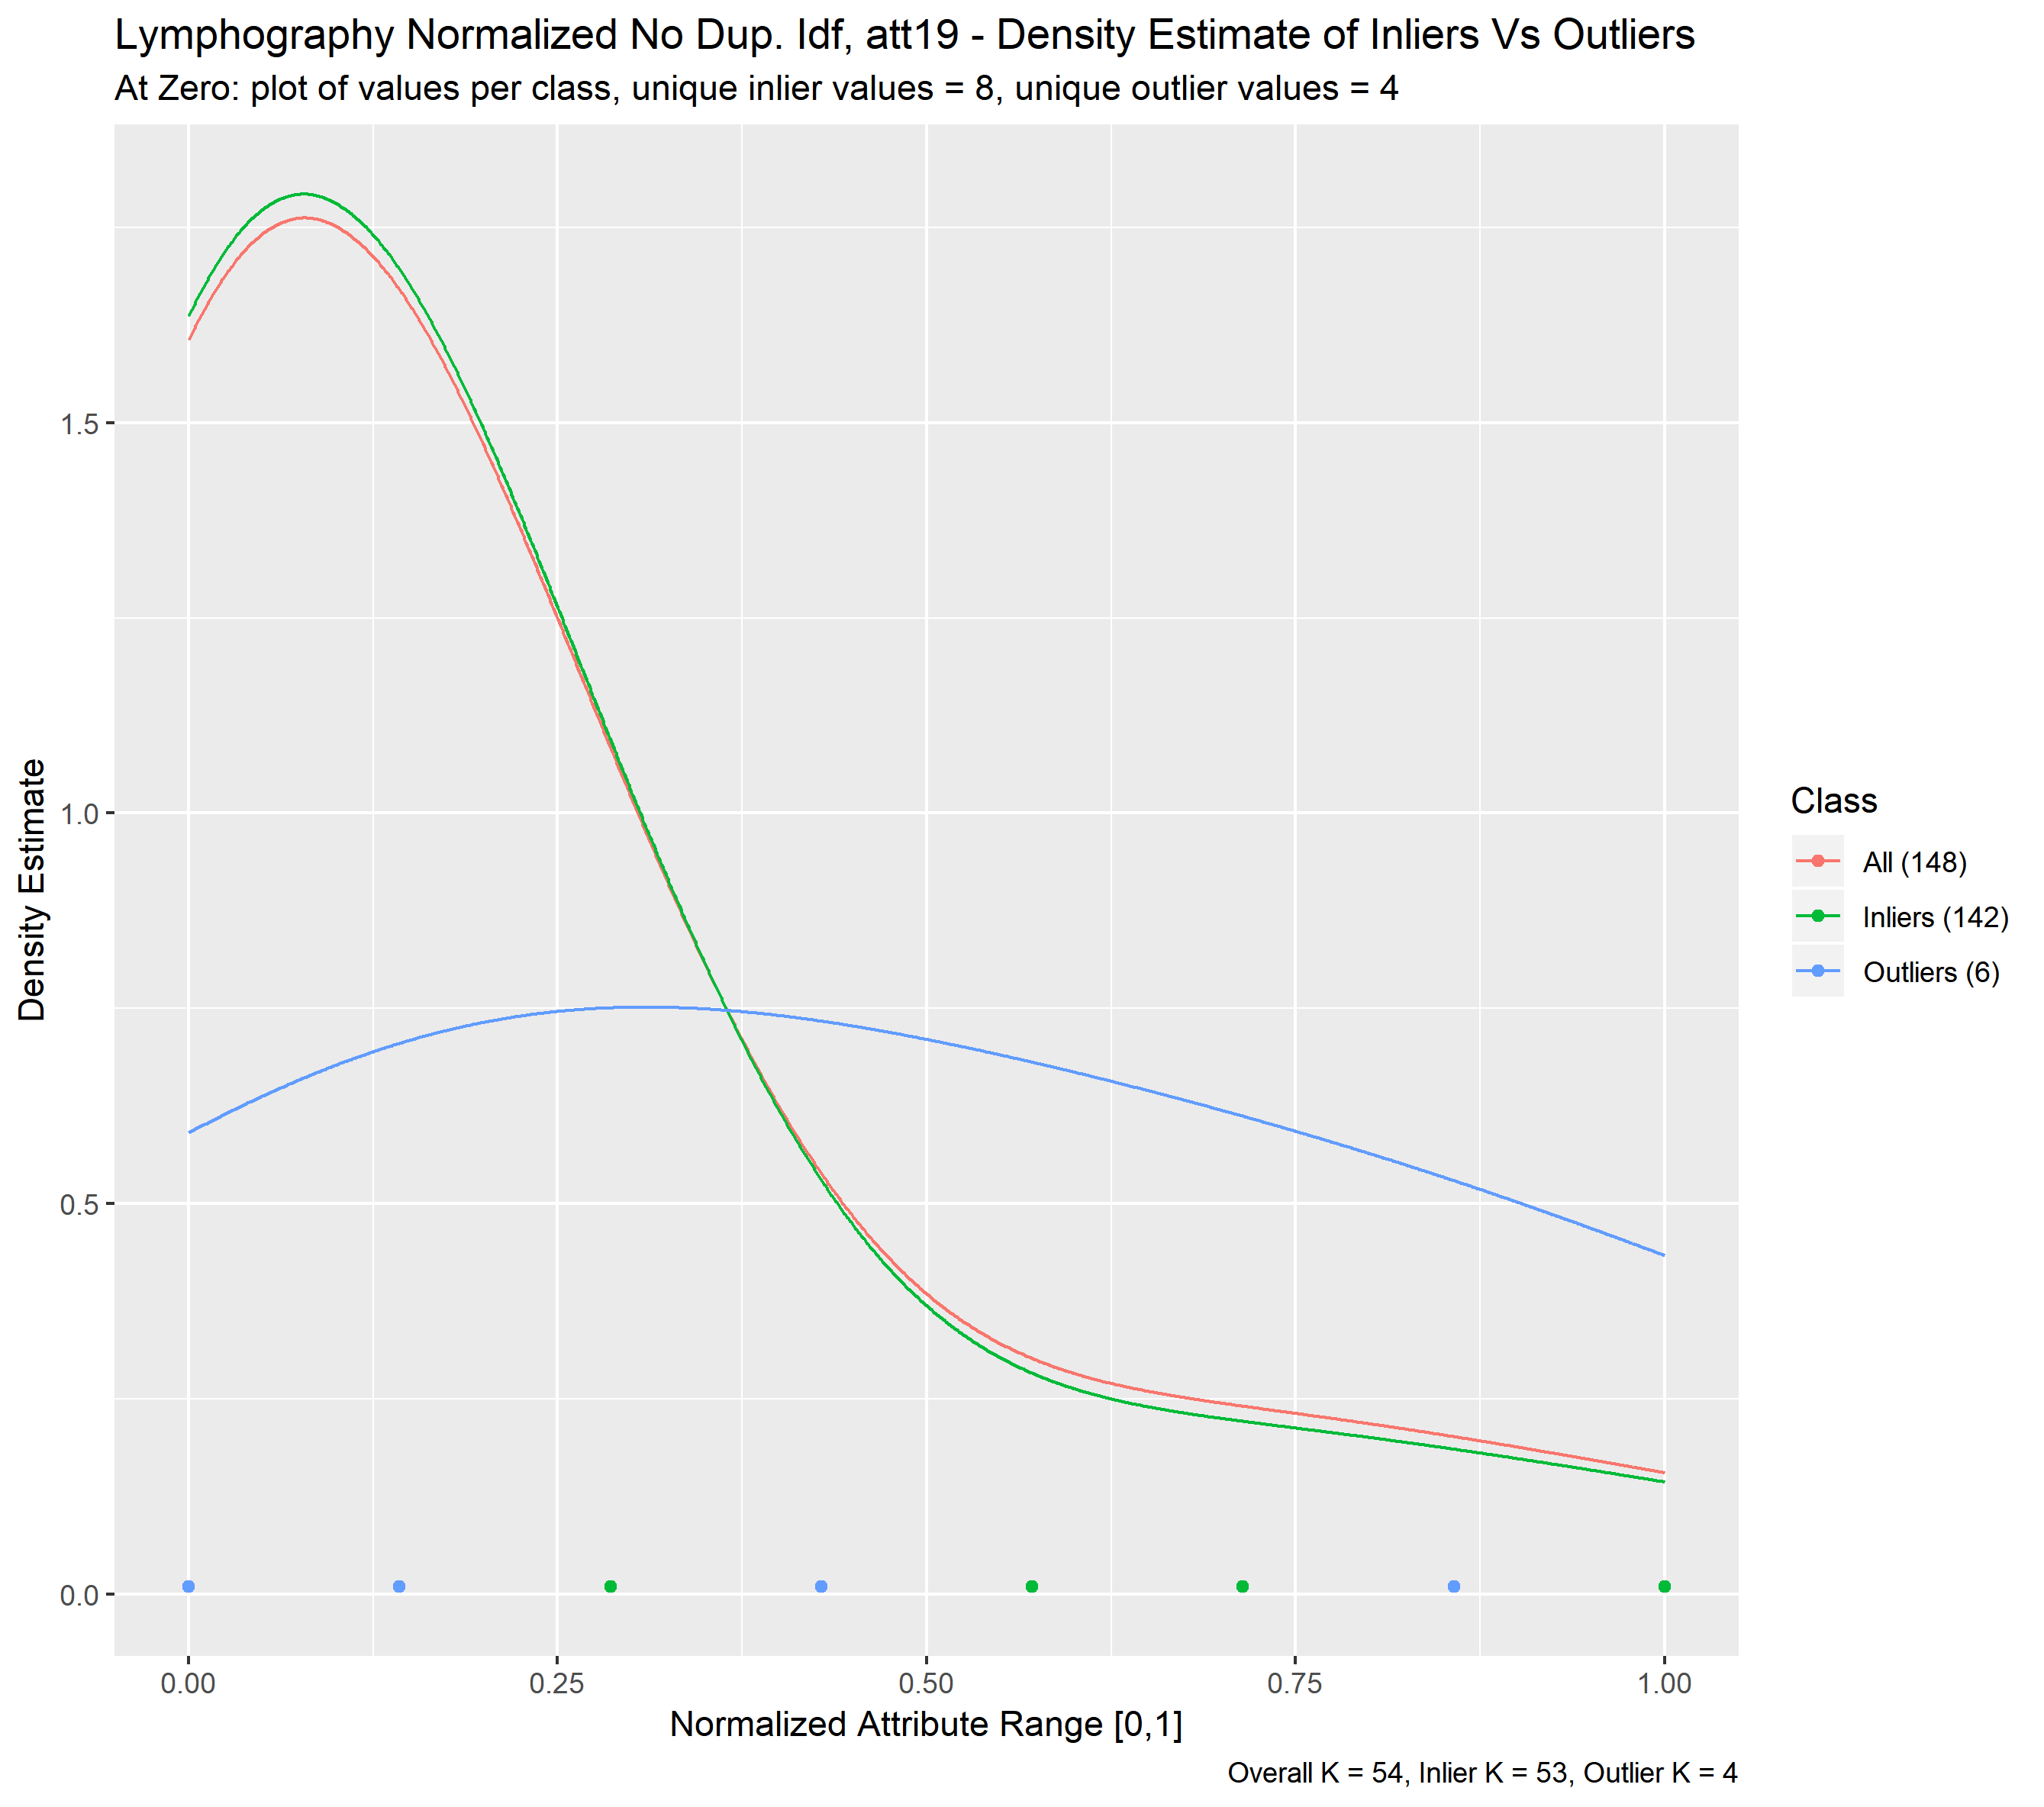 Lymphography Normalized No Dup. Idf, att19 - Density Estimate of Inliers Vs Outliers
At Zero: plot of values per class, unique inlier values = 8, unique outlier values = 4
Density Estimate
1.5
1.0
0.5
0.0
0.00
0.25
0.50
0.75
1.00
Normalized Attribute Range [0,1]
Class
All (148)
Inliers (142)
Outliers (6)
Overall K = 54, Inlier K = 53, Outlier K = 4